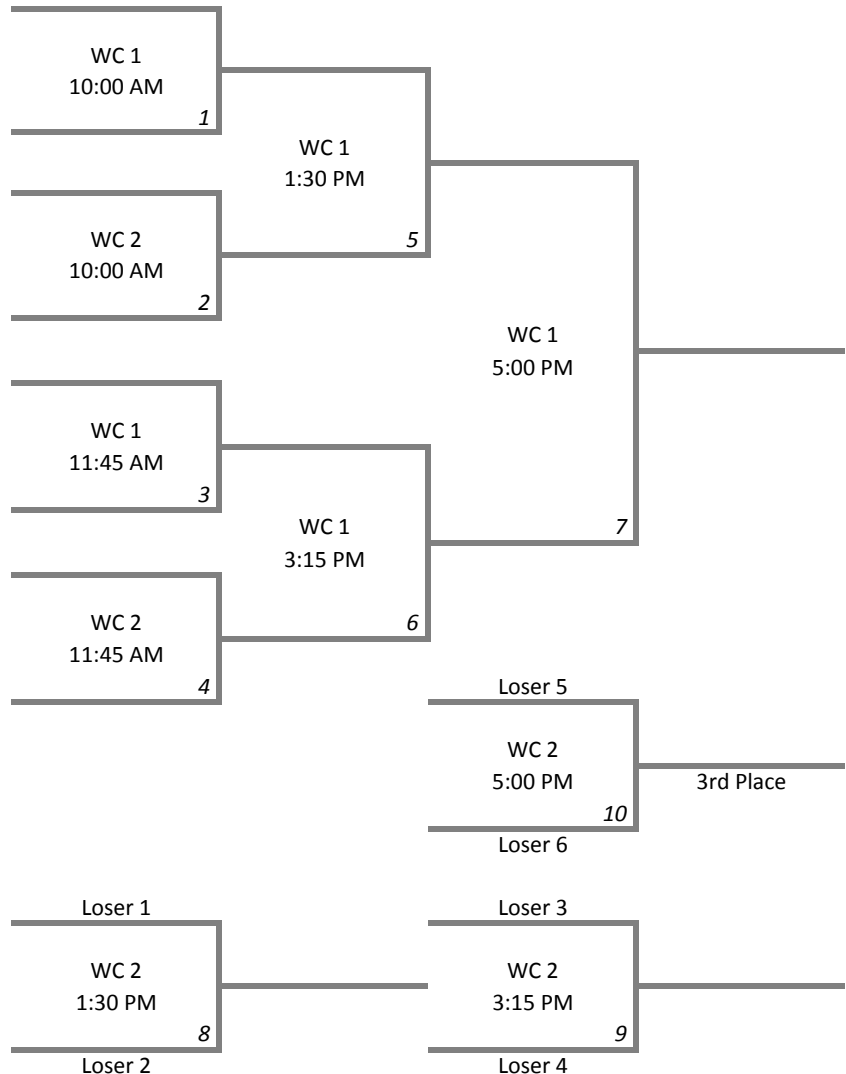 WC 1
10:00 AM
1
WC 1
1:30 PM
5
WC 2
10:00 AM
2
WC 1
5:00 PM
7
WC 1
11:45 AM
3
WC 1
3:15 PM
6
WC 2
11:45 AM
4
Loser 5
WC 2
5:00 PM
10
3rd Place
Loser 6
Loser 1
WC 2
1:30 PM
8
Loser 2
Loser 3
WC 2
3:15 PM
9
Loser 4